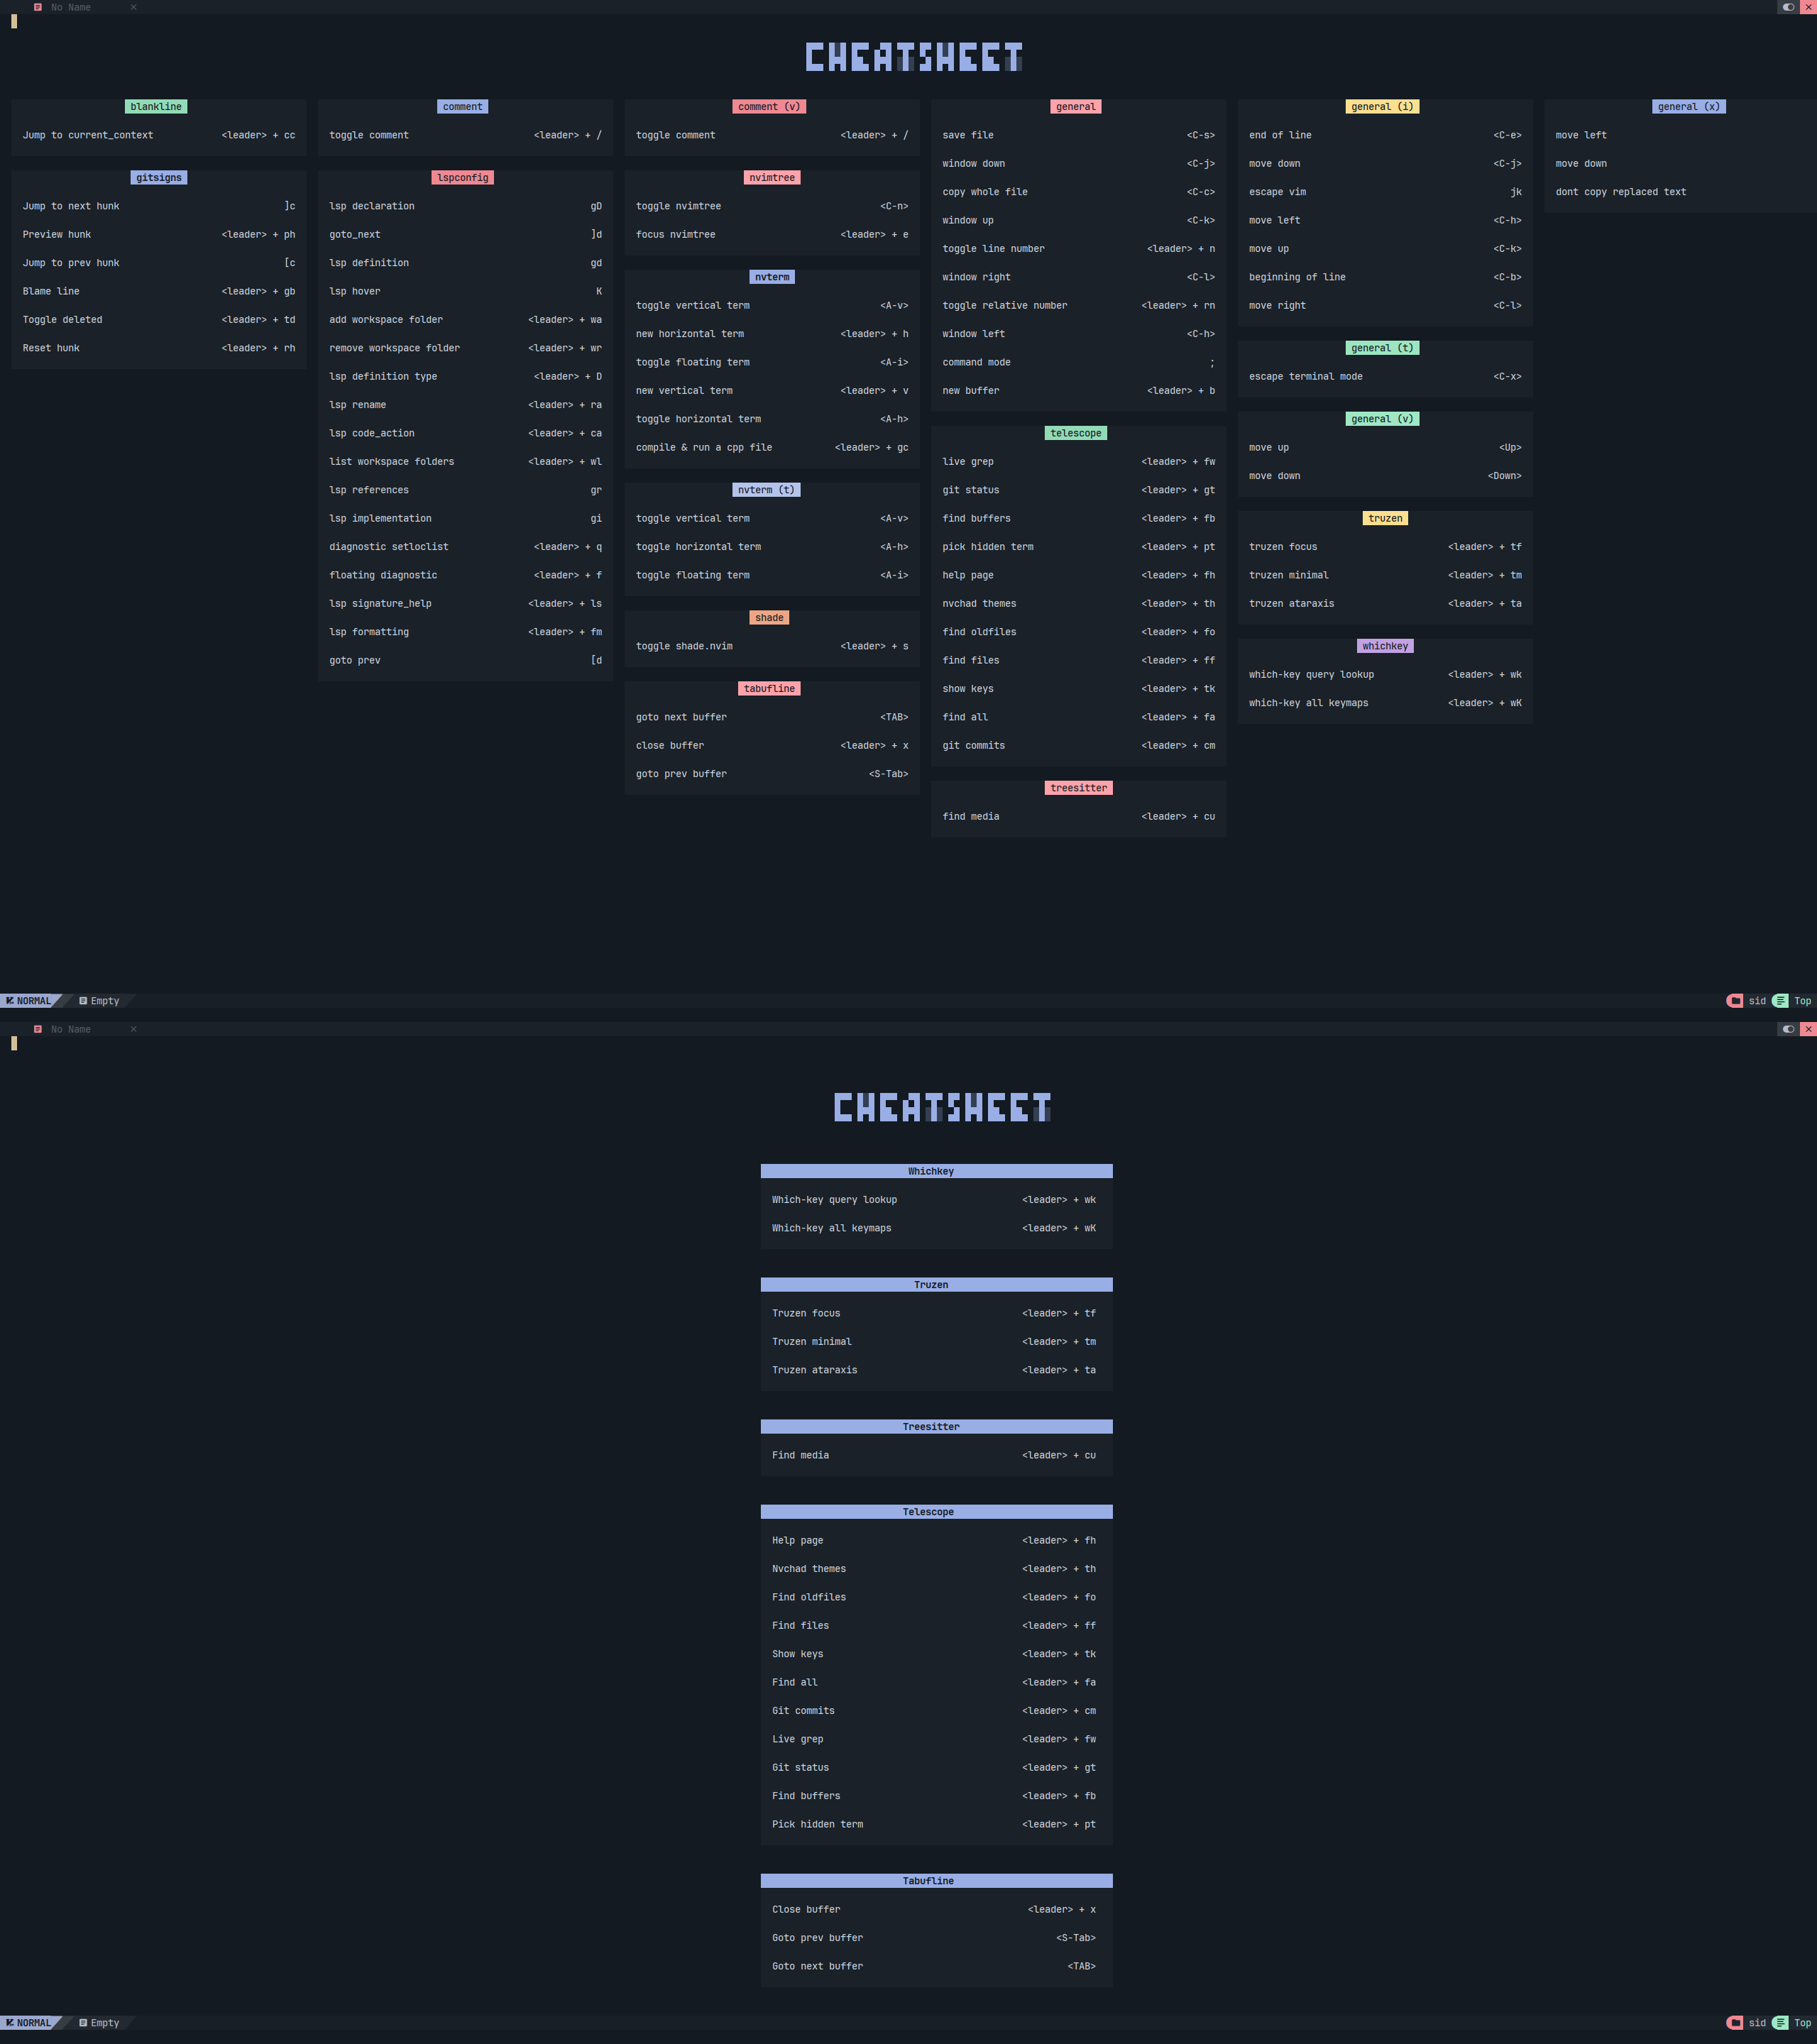 No Name
CHEATSHEET
blankline
Jump to current_context <leader> + cc
gitsigns
Jump to next hunk ]c
Preview hunk <leader> + ph
Jump to prev hunk [c
Blame line <leader> + gb
Toggle deleted <leader> + td
Reset hunk <leader> + rh
comment
toggle comment <leader> + /
lspconfig
lsp declaration gD
goto_next ]d
lsp definition gd
lsp hover K
add workspace folder <leader> + wa
remove workspace folder <leader> + wr
lsp definition type <leader> + D
lsp rename <leader> + ra
lsp code_action <leader> + ca
list workspace folders <leader> + wl
lsp references gr
lsp implementation gi
diagnostic setloclist <leader> + q
floating diagnostic <leader> + f
lsp signature_help <leader> + ls
lsp formatting <leader> + fm
goto prev [d
comment (v)
toggle comment <leader> + /
nvimtree
toggle nvimtree <C-n>
focus nvimtree <leader> + e
nvterm
toggle vertical term <A-v>
new horizontal term <leader> + h
toggle floating term <A-i>
new vertical term <leader> + v
toggle horizontal term <A-h>
compile & run a cpp file <leader> + gc
nvterm (t)
toggle vertical term <A-v>
toggle horizontal term <A-h>
toggle floating term <A-i>
shade
toggle shade.nvim <leader> + s
tabufline
goto next buffer <TAB>
close buffer <leader> + x
goto prev buffer <S-Tab>
general
save file <C-s>
window down <C-j>
copy whole file <C-c>
window up <C-k>
toggle line number <leader> + n
window right <C-l>
toggle relative number <leader> + rn
window left <C-h>
command mode ;
new buffer <leader> + b
telescope
live grep <leader> + fw
git status <leader> + gt
find buffers <leader> + fb
pick hidden term <leader> + pt
help page <leader> + fh
nvchad themes <leader> + th
find oldfiles <leader> + fo
find files <leader> + ff
show keys <leader> + tk
find all <leader> + fa
git commits <leader> + cm
treesitter
find media <leader> + cu
general (i)
end of line <C-e>
move down <C-j>
escape vim jk
move left <C-h>
move up <C-k>
beginning of line <C-b>
move right <C-l>
general (t)
escape terminal mode <C-x>
general (v)
move up <Up>
move down <Down>
truzen
truzen focus <leader> + tf
truzen minimal <leader> + tm
truzen ataraxis <leader> + ta
whichkey
which-key query lookup <leader> + wk
which-key all keymaps <leader> + wK
general (x)
move left
move down
dont copy replaced text
NORMAL Empty sid Top
No Name
CHEATSHEET
Whichkey
Which-key query lookup <leader> + wk
Which-key all keymaps <leader> + wK
Truzen
Truzen focus <leader> + tf
Truzen minimal <leader> + tm
Truzen ataraxis <leader> + ta
Treesitter
Find media <leader> + cu
Telescope
Help page <leader> + fh
Nvchad themes <leader> + th
Find oldfiles <leader> + fo
Find files <leader> + ff
Show keys <leader> + tk
Find all <leader> + fa
Git commits <leader> + cm
Live grep <leader> + fw
Git status <leader> + gt
Find buffers <leader> + fb
Pick hidden term <leader> + pt
Tabufline
Close buffer <leader> + x
Goto prev buffer <S-Tab>
Goto next buffer <TAB>
NORMAL Empty sid Top